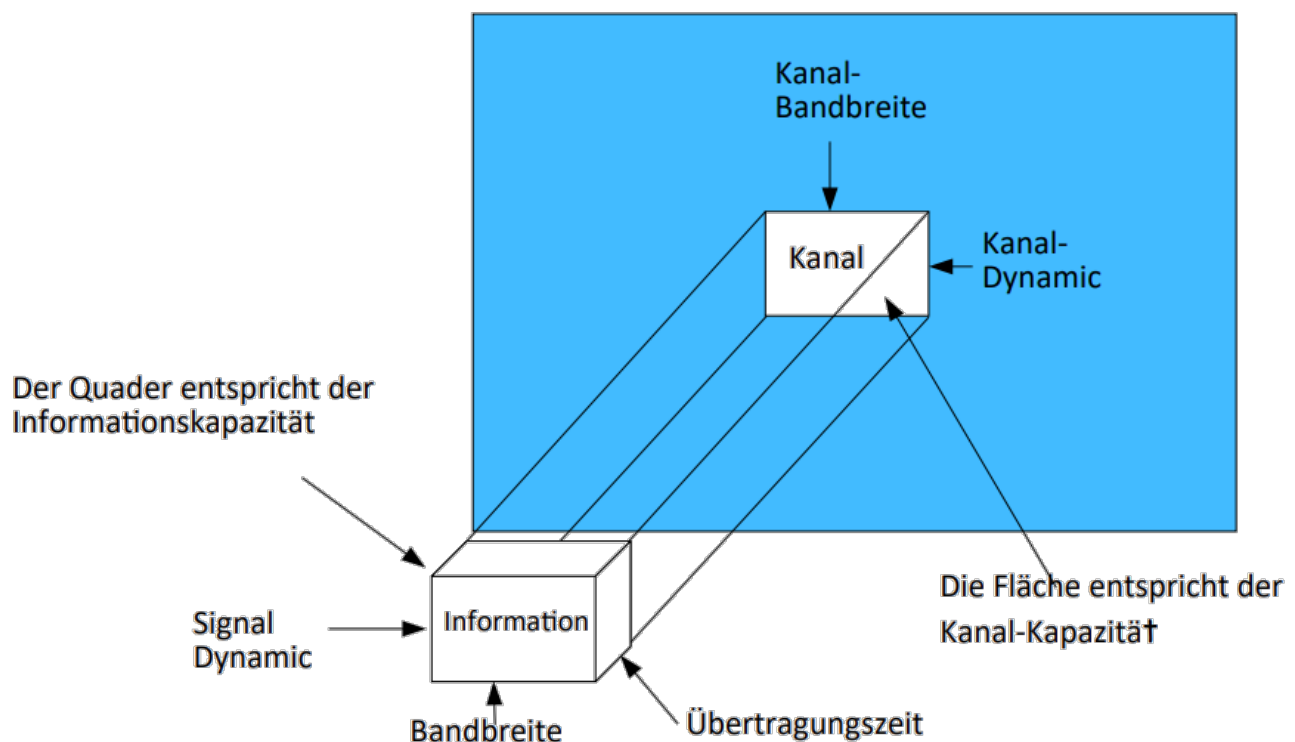 Kanal-
Bandbreite
Kanal
Kanal-
Dynamic
Der Quader entspricht der
Informationskapazität
Die Fläche entspricht der
Kanal-Kapazität
Signal
Dynamic
Information
Bandbreite
Übertragungszeit